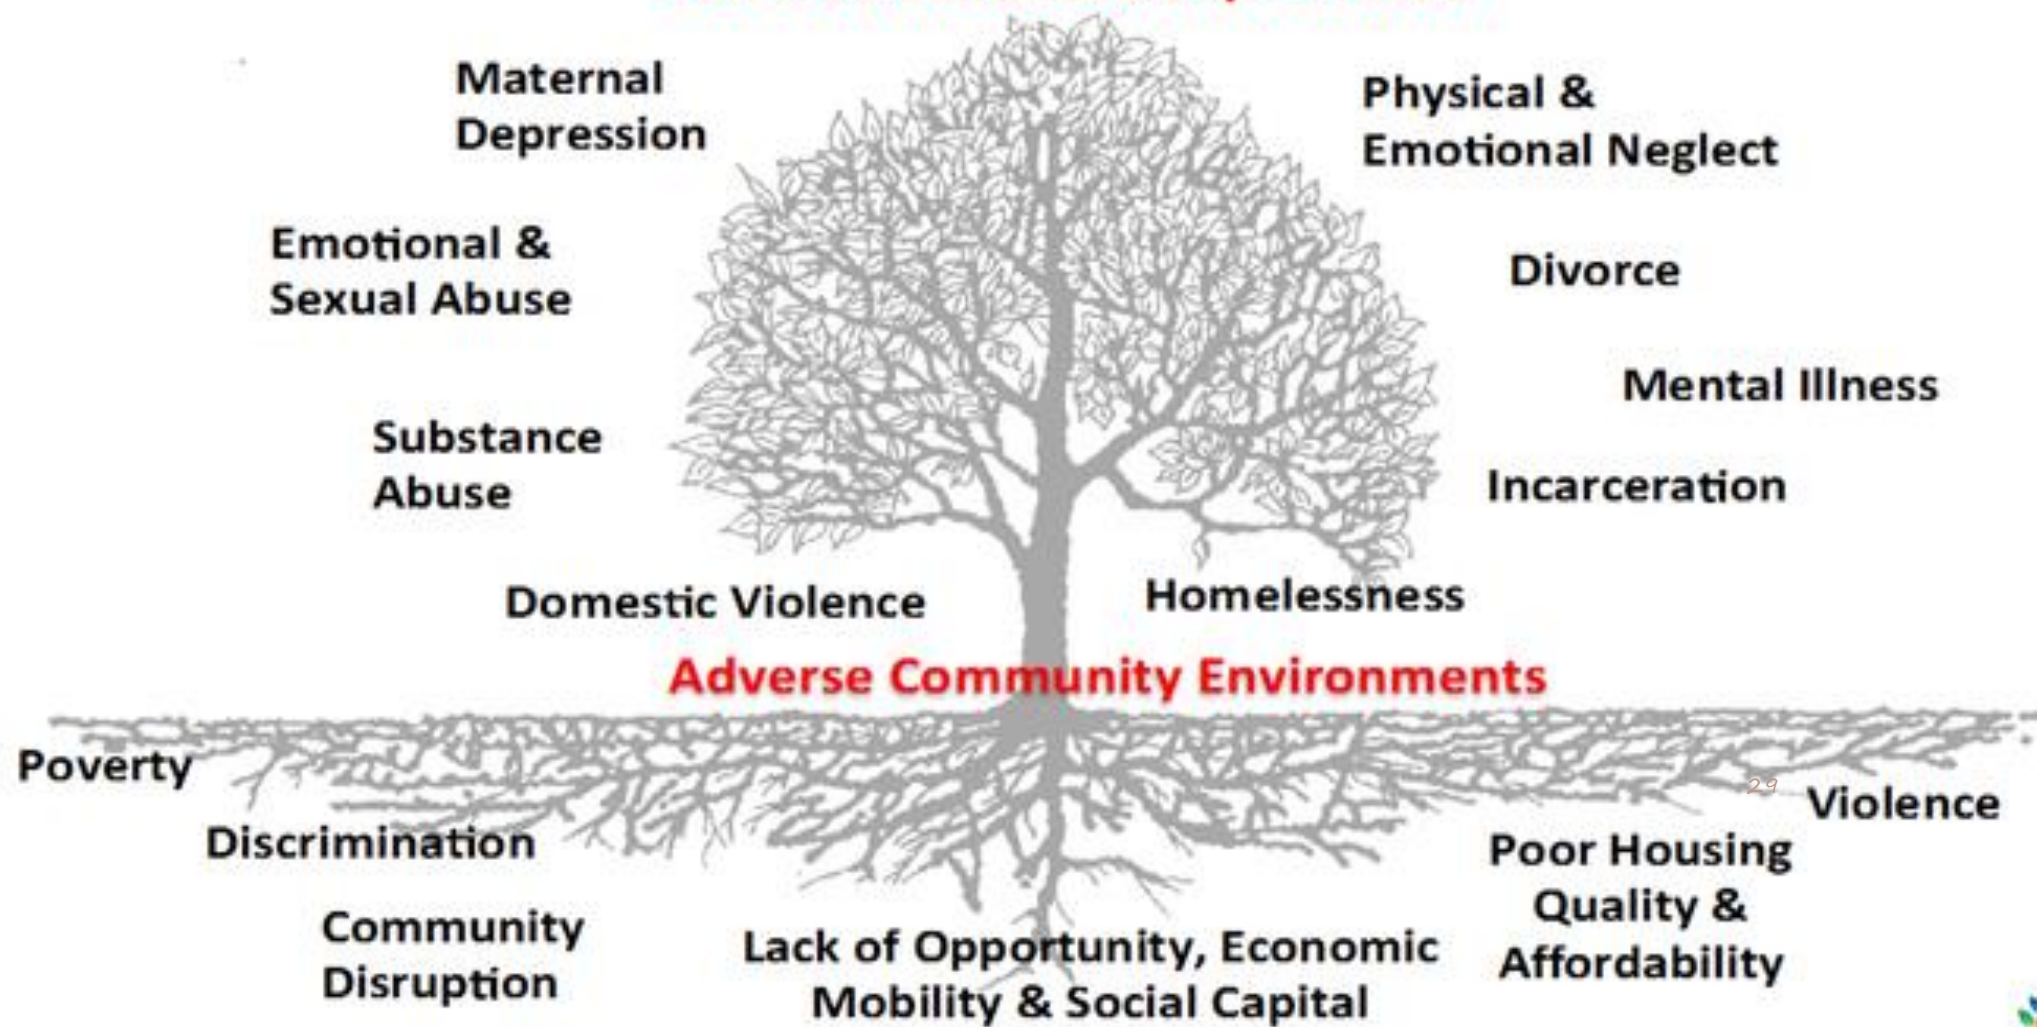 Maternal
Depression
Physical &
Emotional Neglect
Emotional &
Sexual Abuse
Divorce
Mental Illness
Substance
Abuse
Incarceration
Domestic Violence
Homelessness
Adverse Community Environments
Poverty
29
Violence
Discrimination
Poor Housing
Quality &
Affordability
Community
Disruption
Lack of Opportunity, Economic
Mobility & Social Capital